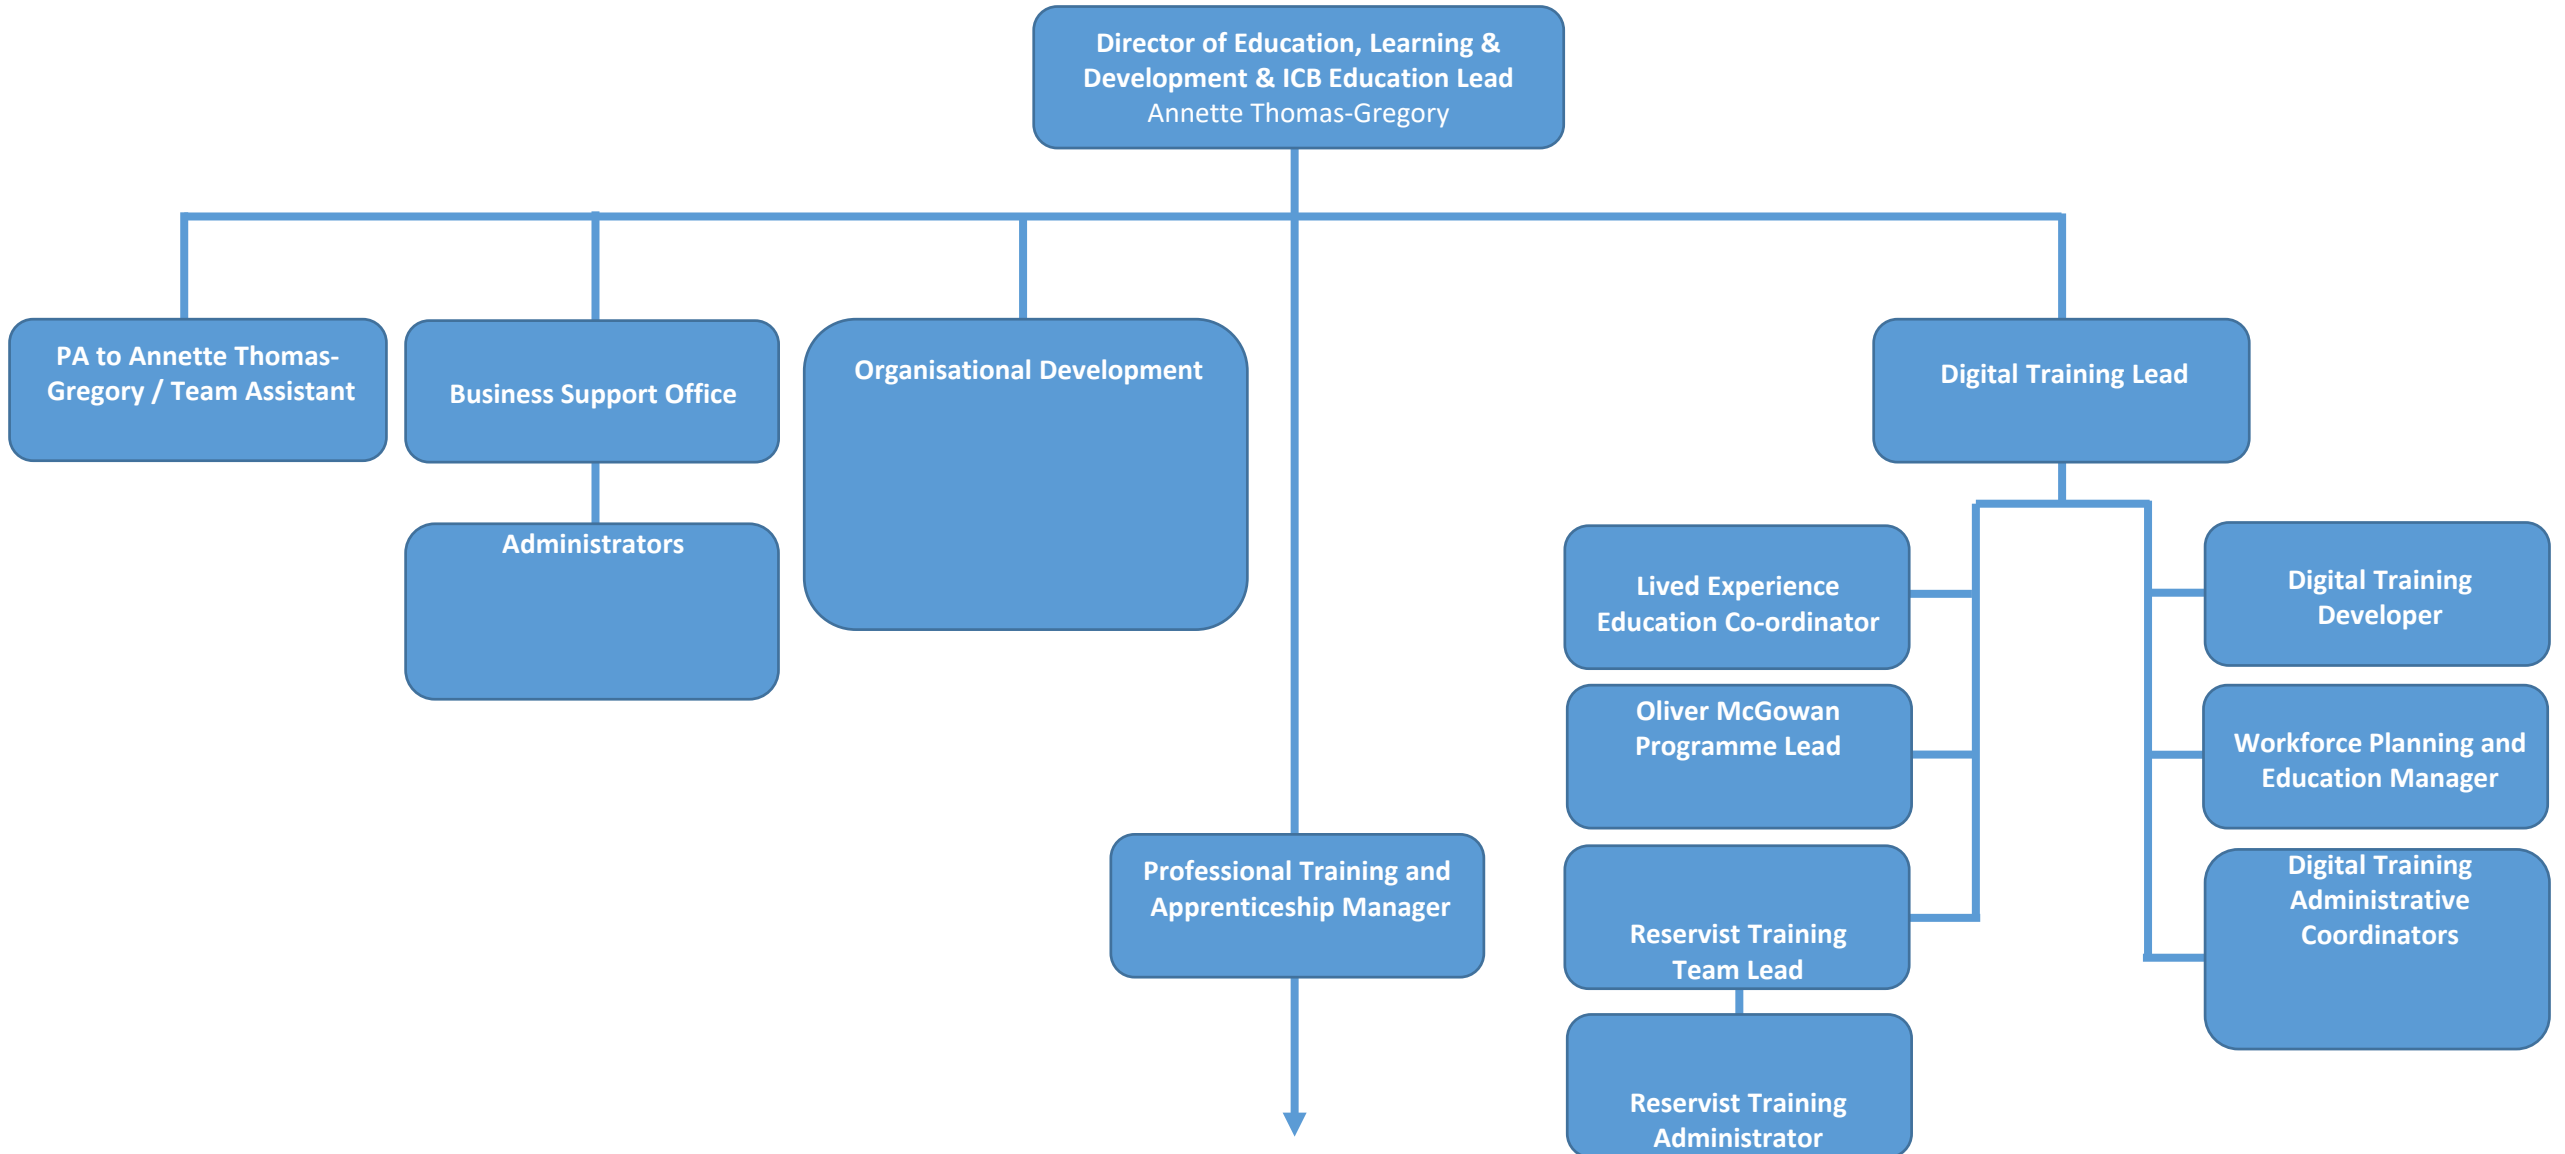 Director of Education, Learning &
Development & ICB Education Lead
Annette Thomas-Gregory
PA to Annette Thomas-
Gregory / Team Assistant
Business Support Office
Organisational Development
Digital Training Lead
Administrators
Lived Experience
Education Co-ordinator
Digital Training
Developer
Oliver McGowan
Programme Lead
Workforce Planning and
Education Manager
Professional Training and
Apprenticeship Manager
Reservist Training
Team Lead
Digital Training
Administrative
Coordinators
Reservist Training
Administrator